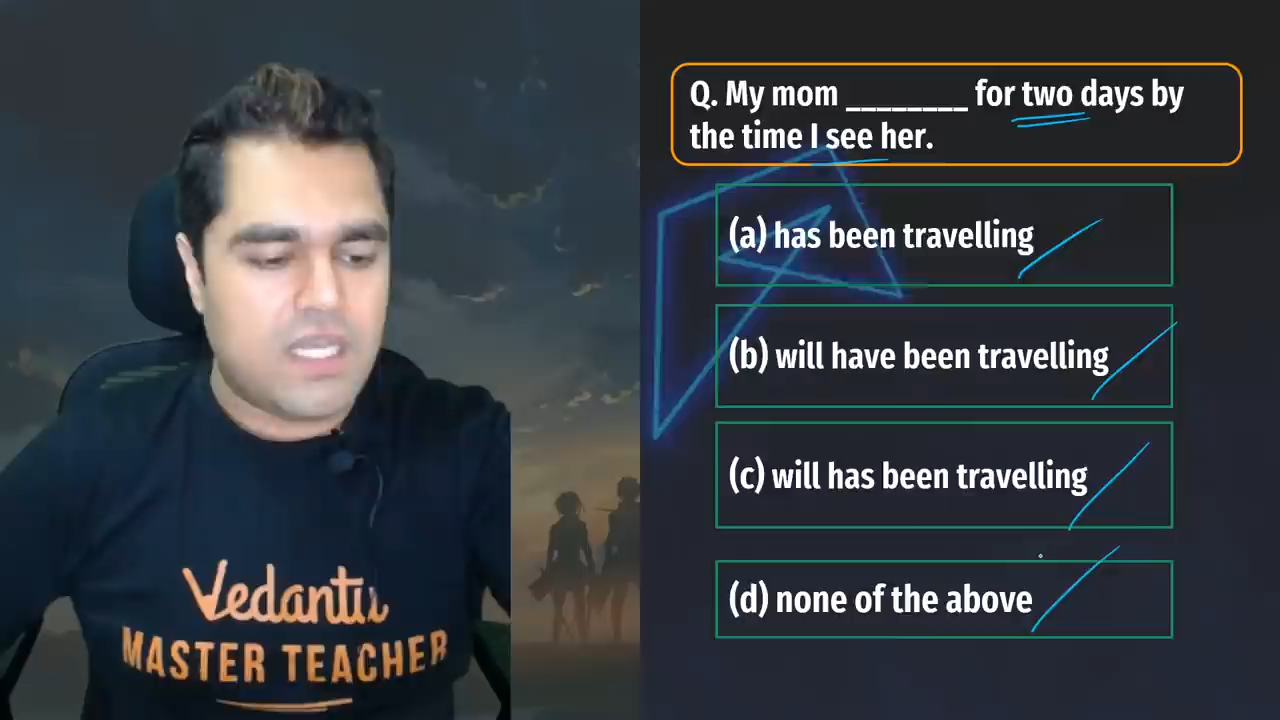 Q. My mom ________ for two days by
the time I see her.
(a) has been travelling
(b) will have been travelling
(c) will has been travelling
(d) none of the above
Vedantu
MASTER TEACHER